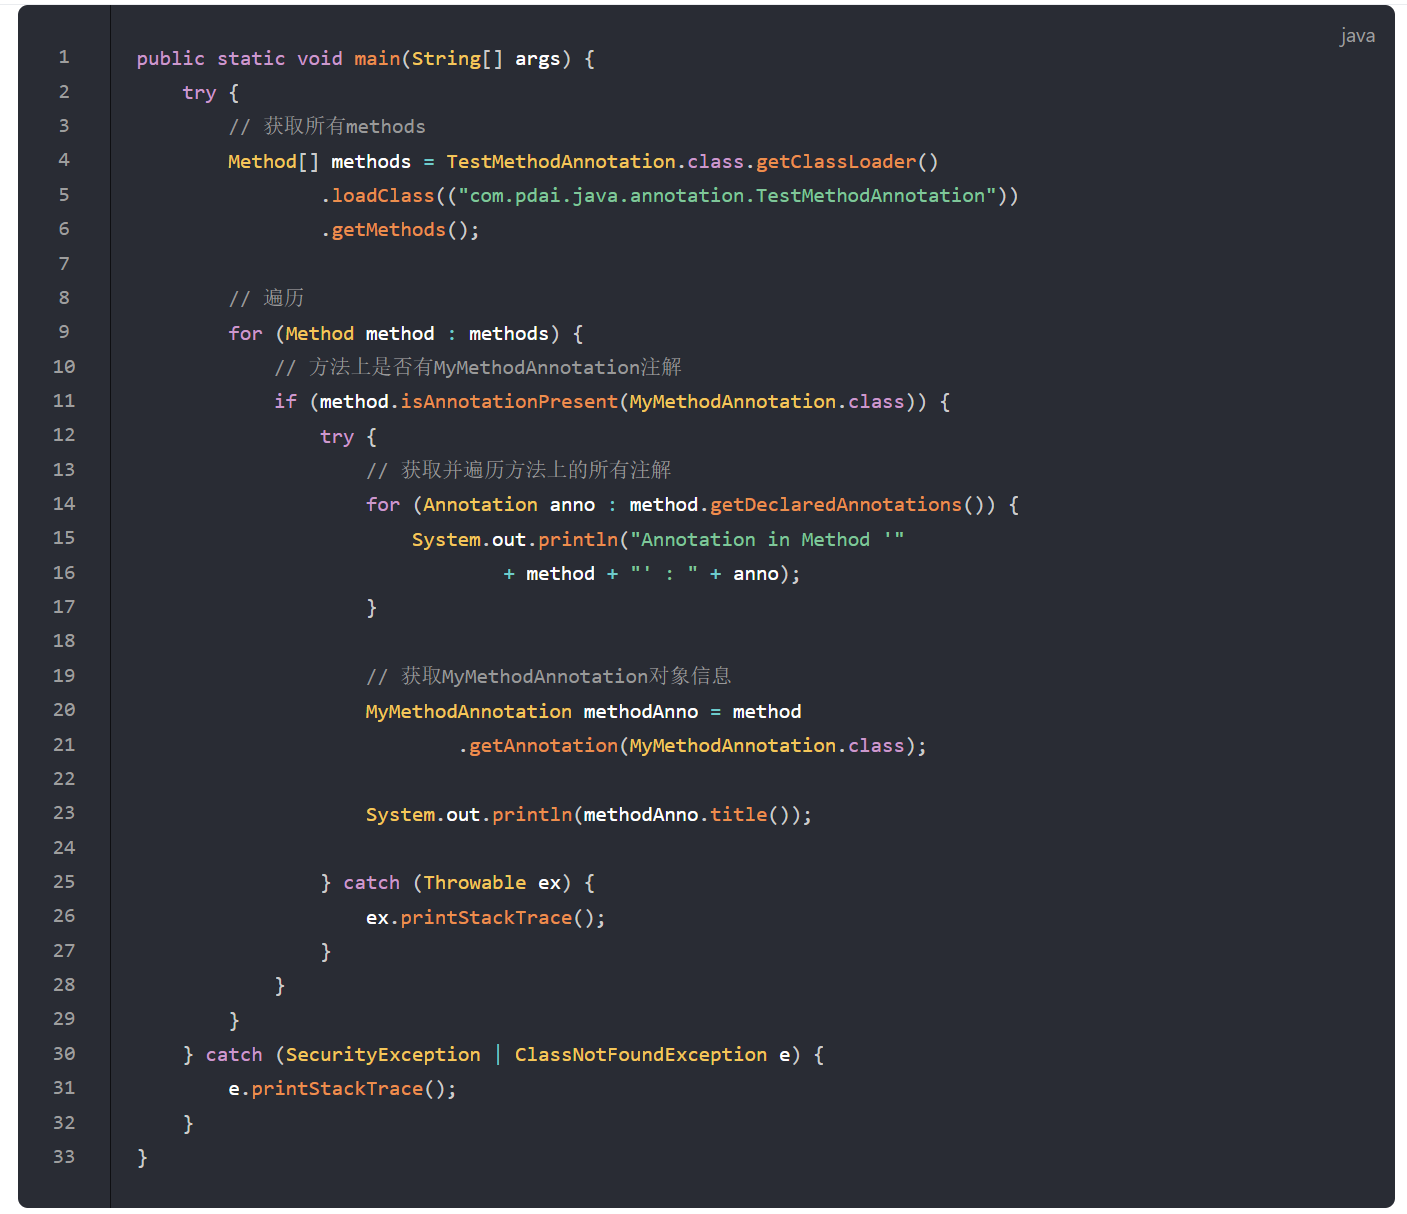 java
1 public static void main(String[] args) {
2 try {
3 // 获取所有methods
4 Method[] methods = TestMethodAnnotation.class.getClassLoader()
5 .loadClass(("com.pdai.java.annotation.TestMethodAnnotation"))
6 .getMethods();
7
8 // 遍历
9 for (Method method : methods) {
10 // 方法上是否有MyMethodAnnotation注解
11 if (method.isAnnotationPresent(MyMethodAnnotation.class)) {
12 try {
13 // 获取并遍历方法上的所有注解
14 for (Annotation anno : method.getDeclaredAnnotations()) {
15 System.out.println("Annotation in Method '"
16 + method + "' : " + anno);
17 }
18
19 // 获取MyMethodAnnotation对象信息
20 MyMethodAnnotation methodAnno = method
21 .getAnnotation(MyMethodAnnotation.class);
22
23 System.out.println(methodAnno.title());
24
25 } catch (Throwable ex) {
26 ex.printStackTrace();
27 }
28 }
29 }
30 } catch (SecurityException | ClassNotFoundException e) {
31 e.printStackTrace();
32 }
33 }